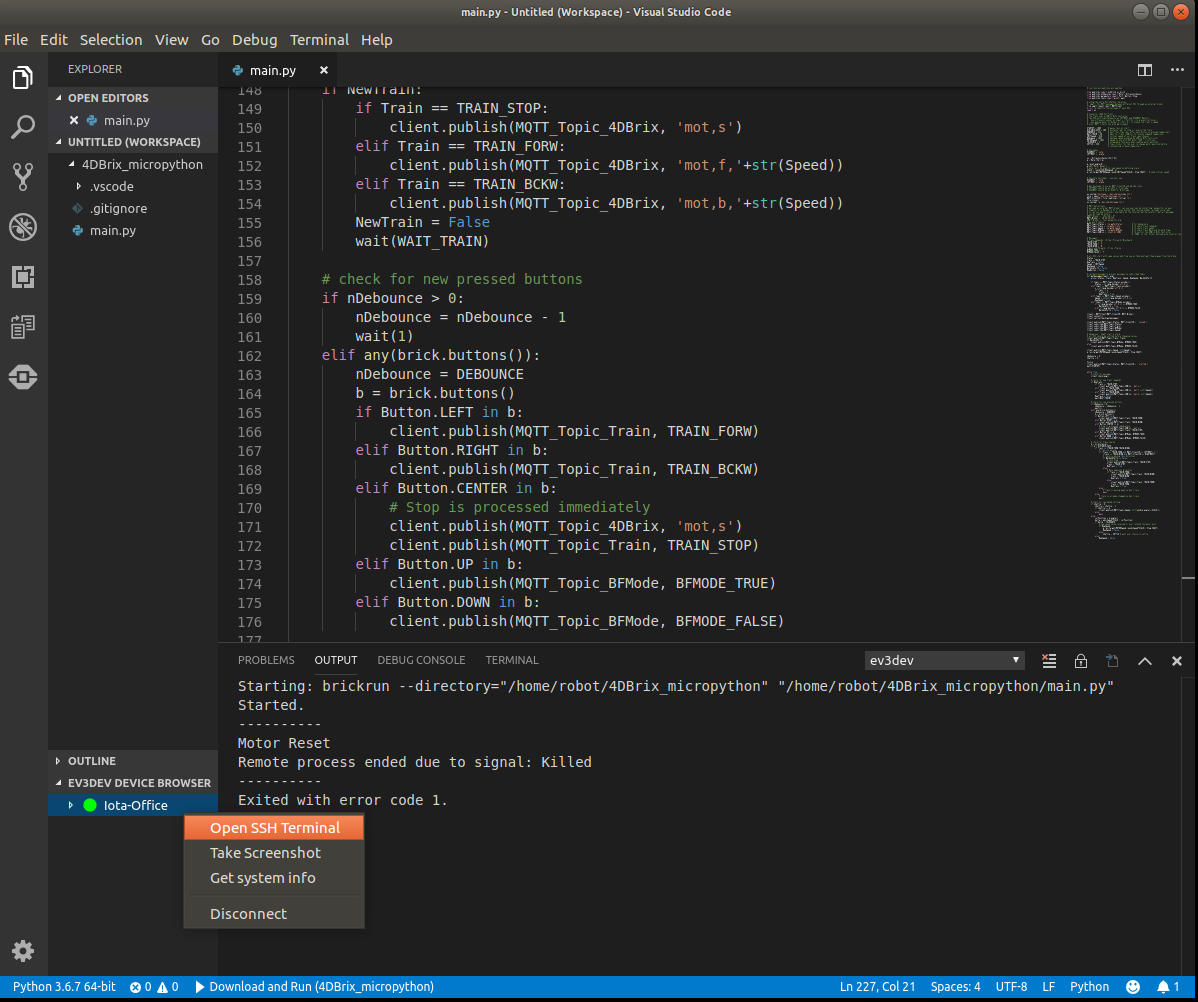 main.py - Untitled (Workspace) - Visual Studio Code
File Edit Selection View Go Debug Terminal Help
EXPLORER
OPEN EDITORS
main.py
UNTITLED (WORKSPACE)
4DBrix_micropython
.vscode
.gitignore
main.py
OUTLINE
EV3DEV DEVICE BROWSER
Iota-Office
Open SSH Terminal
Take Screenshot
Get system info
Disconnect
main.py
148 if NewTrain:
149 if Train == TRAIN_STOP:
150 client.publish(MQTT_Topic_4DBrix, 'mot,s')
151 elif Train == TRAIN_FORW:
152 client.publish(MQTT_Topic_4DBrix, 'mot,f,'+str(Speed))
153 elif Train == TRAIN_BCKW:
154 client.publish(MQTT_Topic_4DBrix, 'mot,b,'+str(Speed))
155 NewTrain = False
156 wait(WAIT_TRAIN)
157
158 # check for new pressed buttons
159 if nDebounce > 0:
160 nDebounce = nDebounce - 1
161 wait(1)
162 elif any(brick.buttons()):
163 nDebounce = DEBOUNCE
164 b = brick.buttons()
165 if Button.LEFT in b:
166 client.publish(MQTT_Topic_Train, TRAIN_FORW)
167 elif Button.RIGHT in b:
168 client.publish(MQTT_Topic_Train, TRAIN_BCKW)
169 elif Button.CENTER in b:
170 # Stop is processed immediately
171 client.publish(MQTT_Topic_4DBrix, 'mot,s')
172 client.publish(MQTT_Topic_Train, TRAIN_STOP)
173 elif Button.UP in b:
174 client.publish(MQTT_Topic_BFMode, BFMODE_TRUE)
175 elif Button.DOWN in b:
176 client.publish(MQTT_Topic_BFMode, BFMODE_FALSE)
177
PROBLEMS OUTPUT DEBUG CONSOLE TERMINAL ev3dev
Starting: brickrun --directory="/home/robot/4DBrix_micropython" "/home/robot/4DBrix_micropython/main.py"
Started.
----------
Motor Reset
Remote process ended due to signal: Killed
----------
Exited with error code 1.
Python 3.6.7 64-bit 0 0 Download and Run (4DBrix_micropython) Ln 227, Col 21 Spaces: 4 UTF-8 LF Python 1